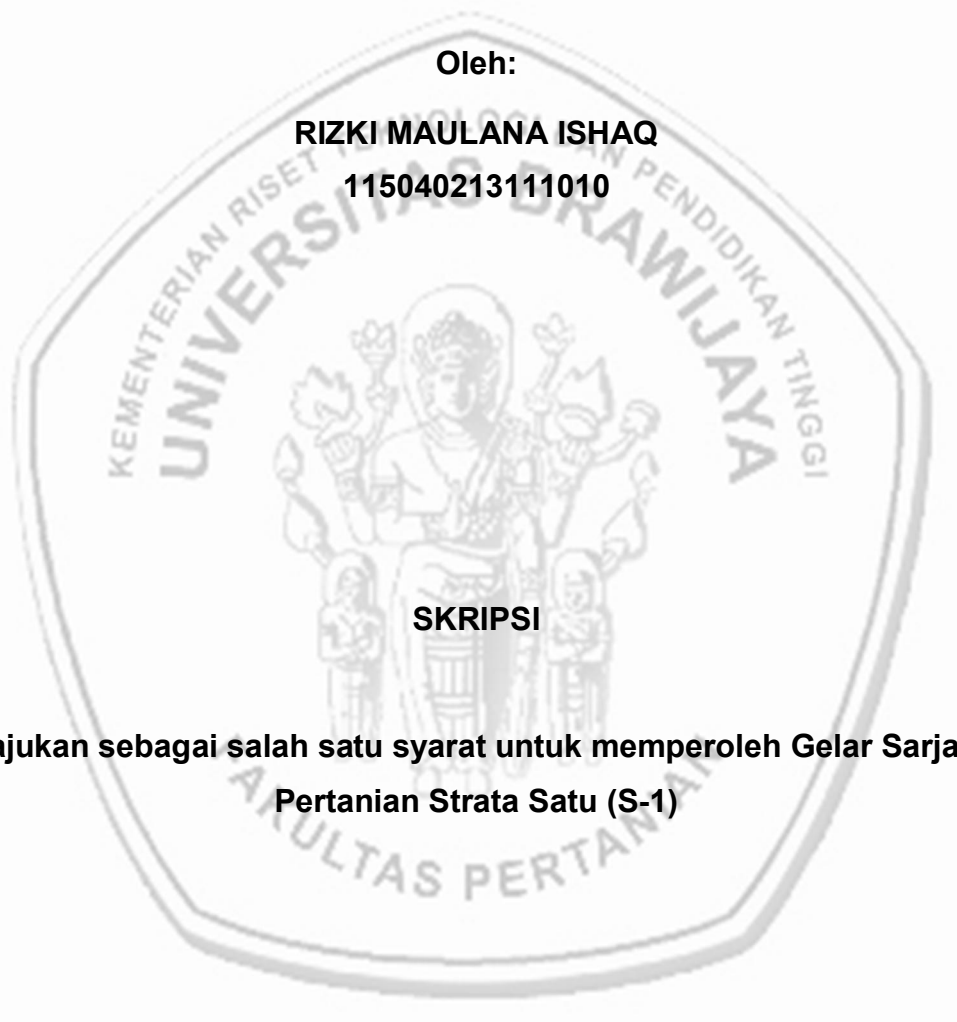 Oleh:
RIZKI MAULANA ISHAQ
115040213111010
KEMENTERIAN RISET TEKNOLOGI DAN PENDIDIKAN TINGGI
UNIVERSITAS BRAWIJAYA
SKRIPSI
ajukan sebagai salah satu syarat untuk memperoleh Gelar Sarja
Pertanian Strata Satu (S-1)
FAKULTAS PERTANIAN